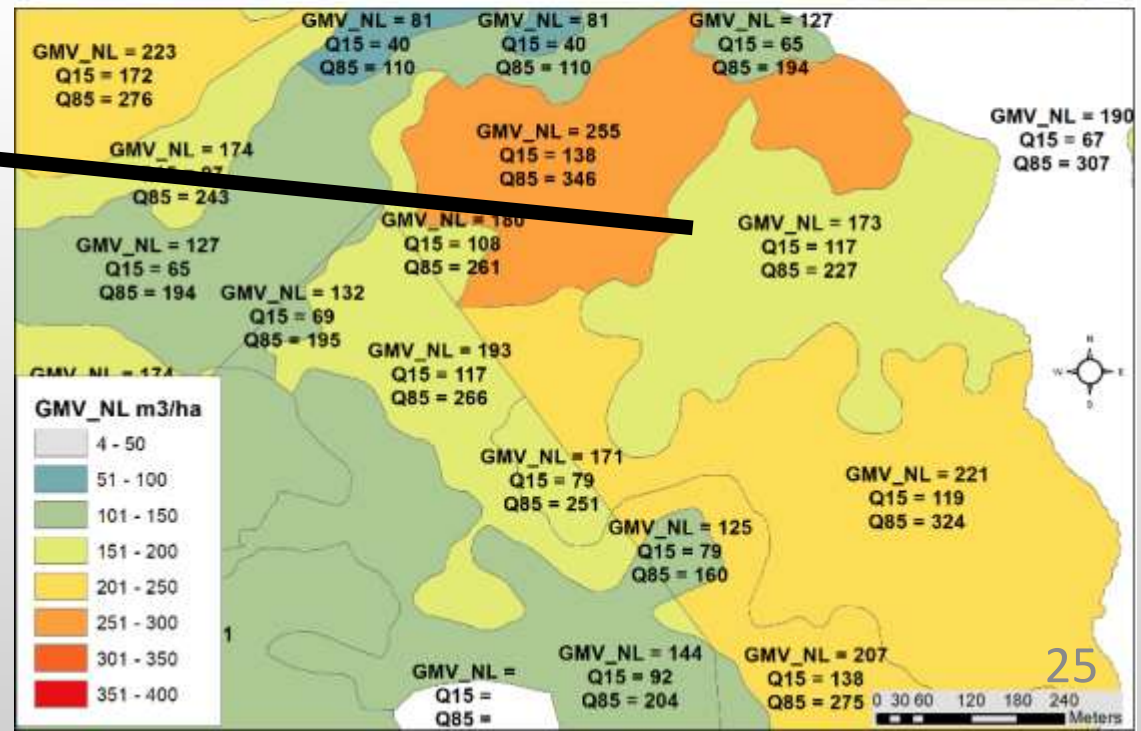 GMV_NL = 81
Q15 = 40
Q85 = 110
GMV_NL = 81
Q15 = 40
Q85 = 110
GMV_NL = 127
Q15 = 65
Q85 = 194
GMV_NL = 223
Q15 = 172
Q85 = 276
GMV_NL = 190
Q15 = 67
Q85 = 307
GMV_NL = 255
Q15 = 138
Q85 = 346
GMV_NL = 174
Q85 = 243
GMV_NL = 180
Q15 = 108
Q85 = 261
GMV_NL = 173
Q15 = 117
Q85 = 227
GMV_NL = 127
Q15 = 65
Q85 = 194
GMV_NL = 132
Q15 = 69
Q85 = 195
GMV_NL = 193
Q15 = 117
Q85 = 266
GMV_NL = 174
GMV_NL = 171
Q15 = 79
Q85 = 251
GMV_NL = 221
Q15 = 119
Q85 = 324
GMV_NL = 125
Q15 = 79
Q85 = 160
GMV_NL = 144
Q15 = 92
Q85 = 204
GMV_NL = 207
Q15 = 138
Q85 = 275
GMV_NL =
Q15 =
Q85 =
1
N
W E
S
GMV_NL m3/ha
4 - 50
51 - 100
101 - 150
151 - 200
201 - 250
251 - 300
301 - 350
351 - 400
25
0 30 60 120 180 240
Meters